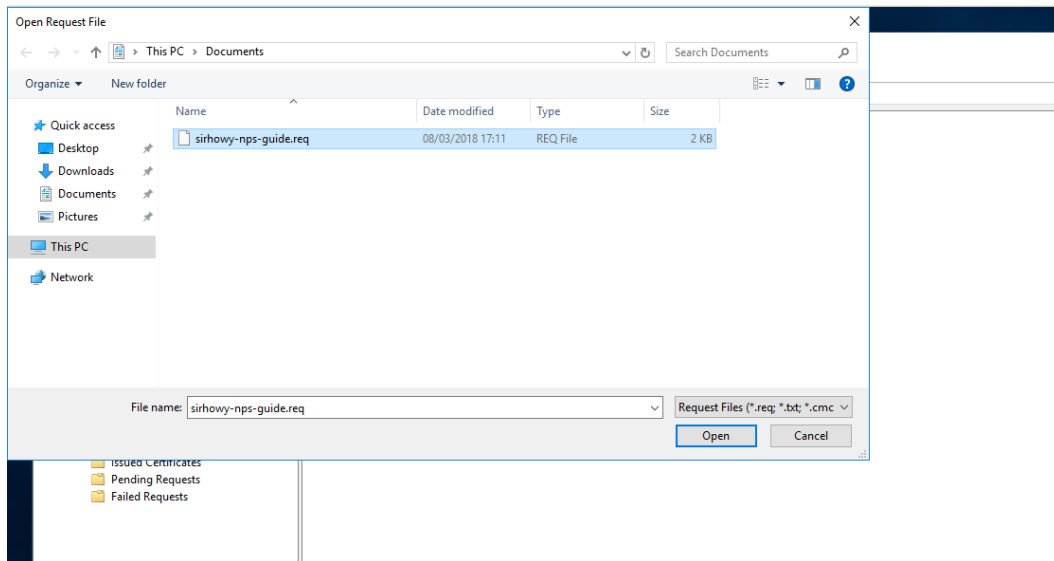 Open Request File
This PC > Documents
Search Documents
Organize
New folder
Name Date modified Type Size
Quick access
Desktop
Downloads
Documents
Pictures
This PC
Network
sirhowy-nps-guide.req 08/03/2018 17:11 REQ File 2 KB
File name: sirhowy-nps-guide.req
Request Files (*.req; *.txt; *.cmc
Open Cancel
Issued Certificates
Pending Requests
Failed Requests